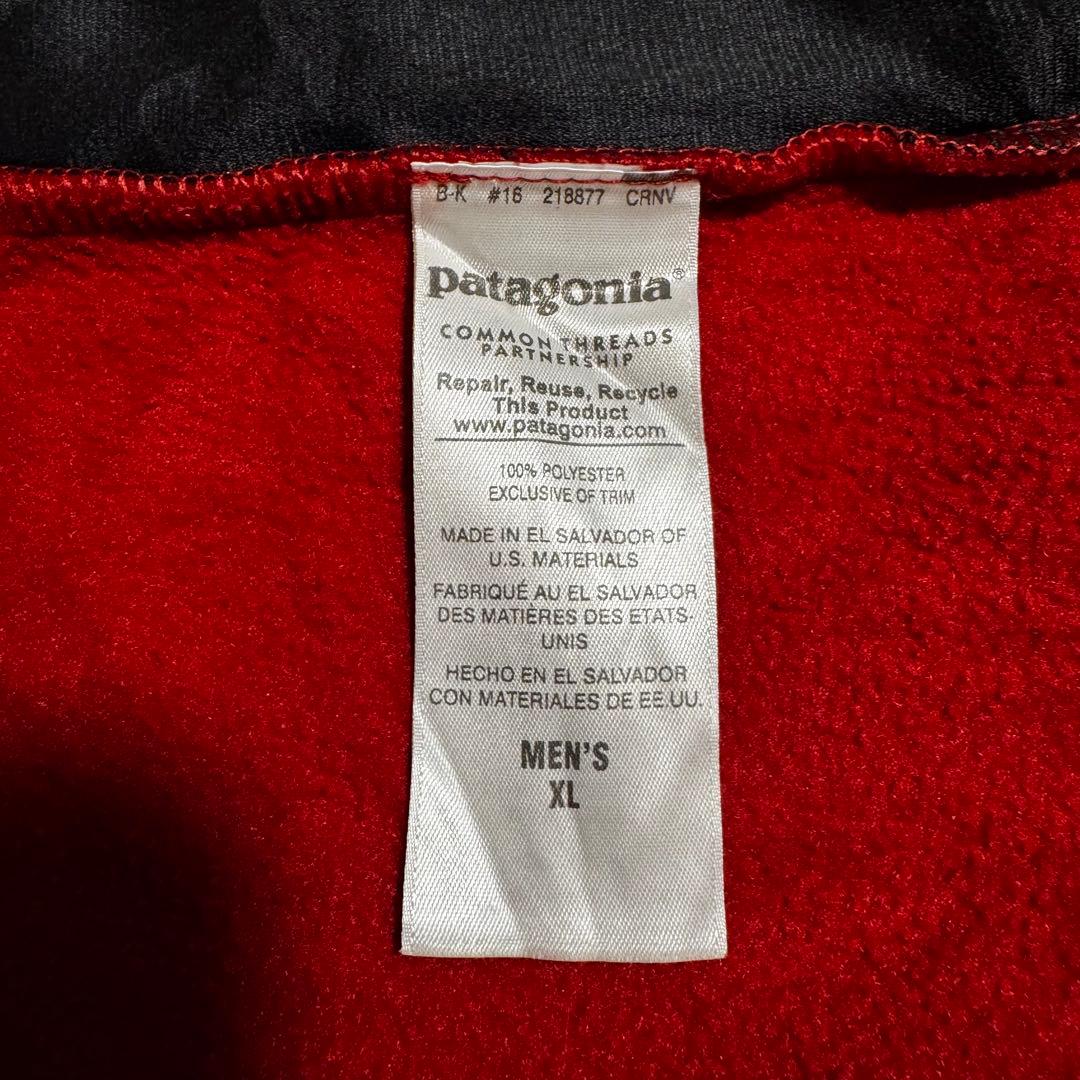 B-K #16 218877 CRNV
patagonia®
COMMON THREADS
PARTNERSHIP
Repair, Reuse, Recycle
This Product
www.patagonia.com
100% POLYESTER
EXCLUSIVE OF TRIM
MADE IN EL SALVADOR OF
U.S. MATERIALS
FABRIQUÉ AU EL SALVADOR
DES MATIÈRES DES ETATS-
UNIS
HECHO EN EL SALVADOR
CON MATERIALES DE EE.UU.
MEN'S
XL